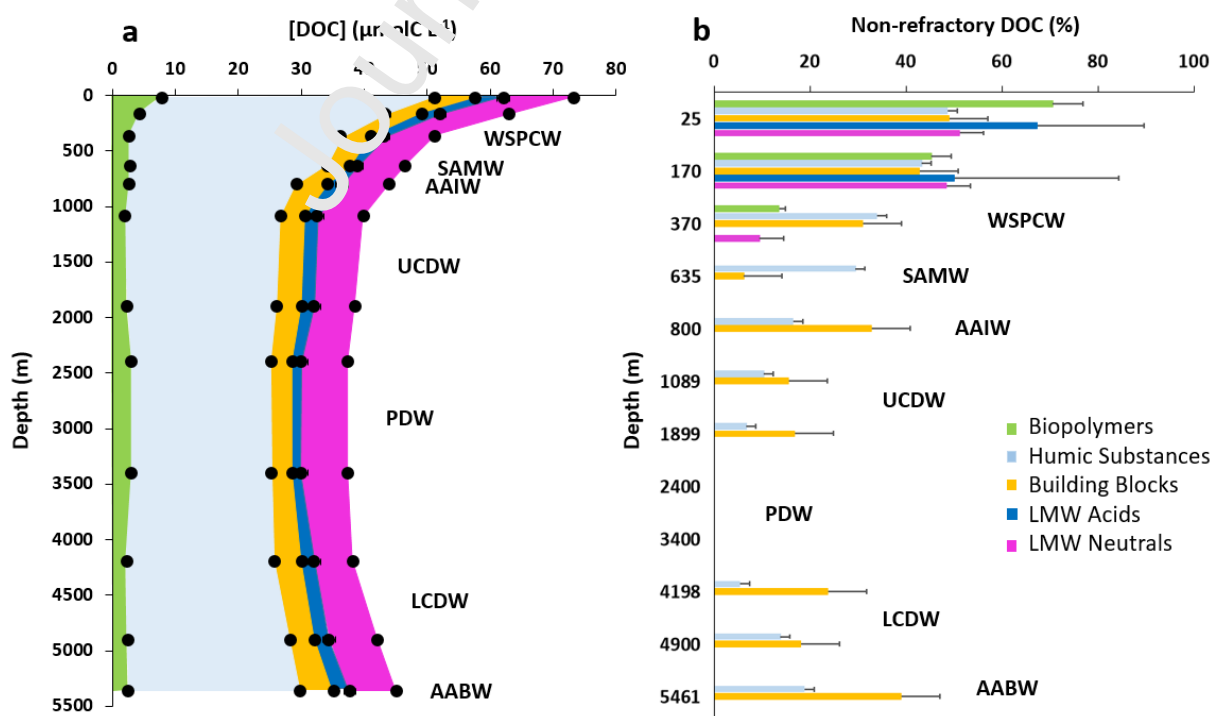 a
[DOC] (µmolC L-1)
0 10 20 30 40 50 60 70 80
0
500
1000
1500
2000
2500
3000
3500
4000
4500
5000
5500
Depth (m)
WSPCW
SAMW
AAIW
UCDW
PDW
LCDW
AABW
Jour
b
Non-refractory DOC (%)
0 20 40 60 80 100
25
170
370
635
800
1089
1899
2400
3400
4198
4900
5461
Depth (m)
WSPCW
SAMW
AAIW
UCDW
PDW
LCDW
AABW
Biopolymers
Humic Substances
Building Blocks
LMW Acids
LMW Neutrals